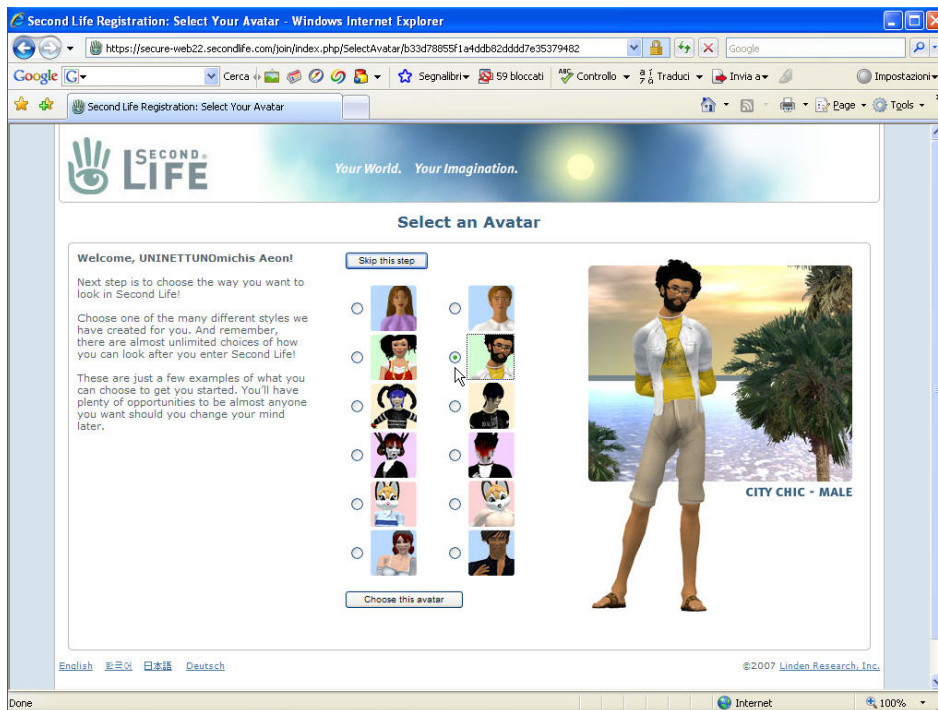 Second Life Registration: Select Your Avatar - Windows Internet Explorer
https://secure-web22.secondlife.com/join/index.php/SelectAvatar/b33d78855f1a4ddb82dddd7e35379482
Google
Google G Cerca Segnalibri 59 bloccati Controllo Traduci Invia a Impostazioni
Second Life Registration: Select Your Avatar
Page Tools
SECOND LIFE
Your World. Your Imagination.
Select an Avatar
Welcome, UNINETTUNOmichis Aeon!
Next step is to choose the way you want to
look in Second Life!
Choose one of the many different styles we
have created for you. And remember,
there are almost unlimited choices of how
you can look after you enter Second Life!
These are just a few examples of what you
can choose to get you started. You'll have
plenty of opportunities to be almost anyone
you want should you change your mind
later.
Skip this step
CITY CHIC - MALE
Choose this avatar
English 한국어 日本語 Deutsch
©2007 Linden Research, Inc.
Done
Internet
100%